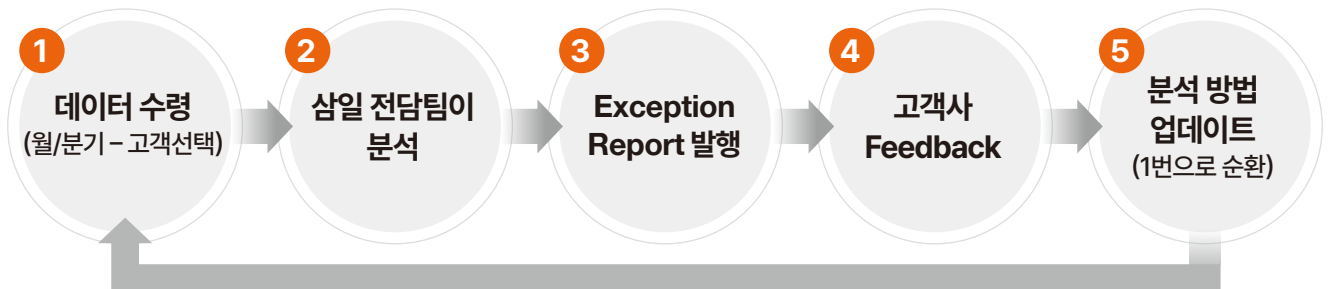 1
데이터 수령
(월/분기 – 고객선택)
2
삼일 전담팀이
분석
3
Exception
Report 발행
4
고객사
Feedback
5
분석 방법
업데이트
(1번으로 순환)